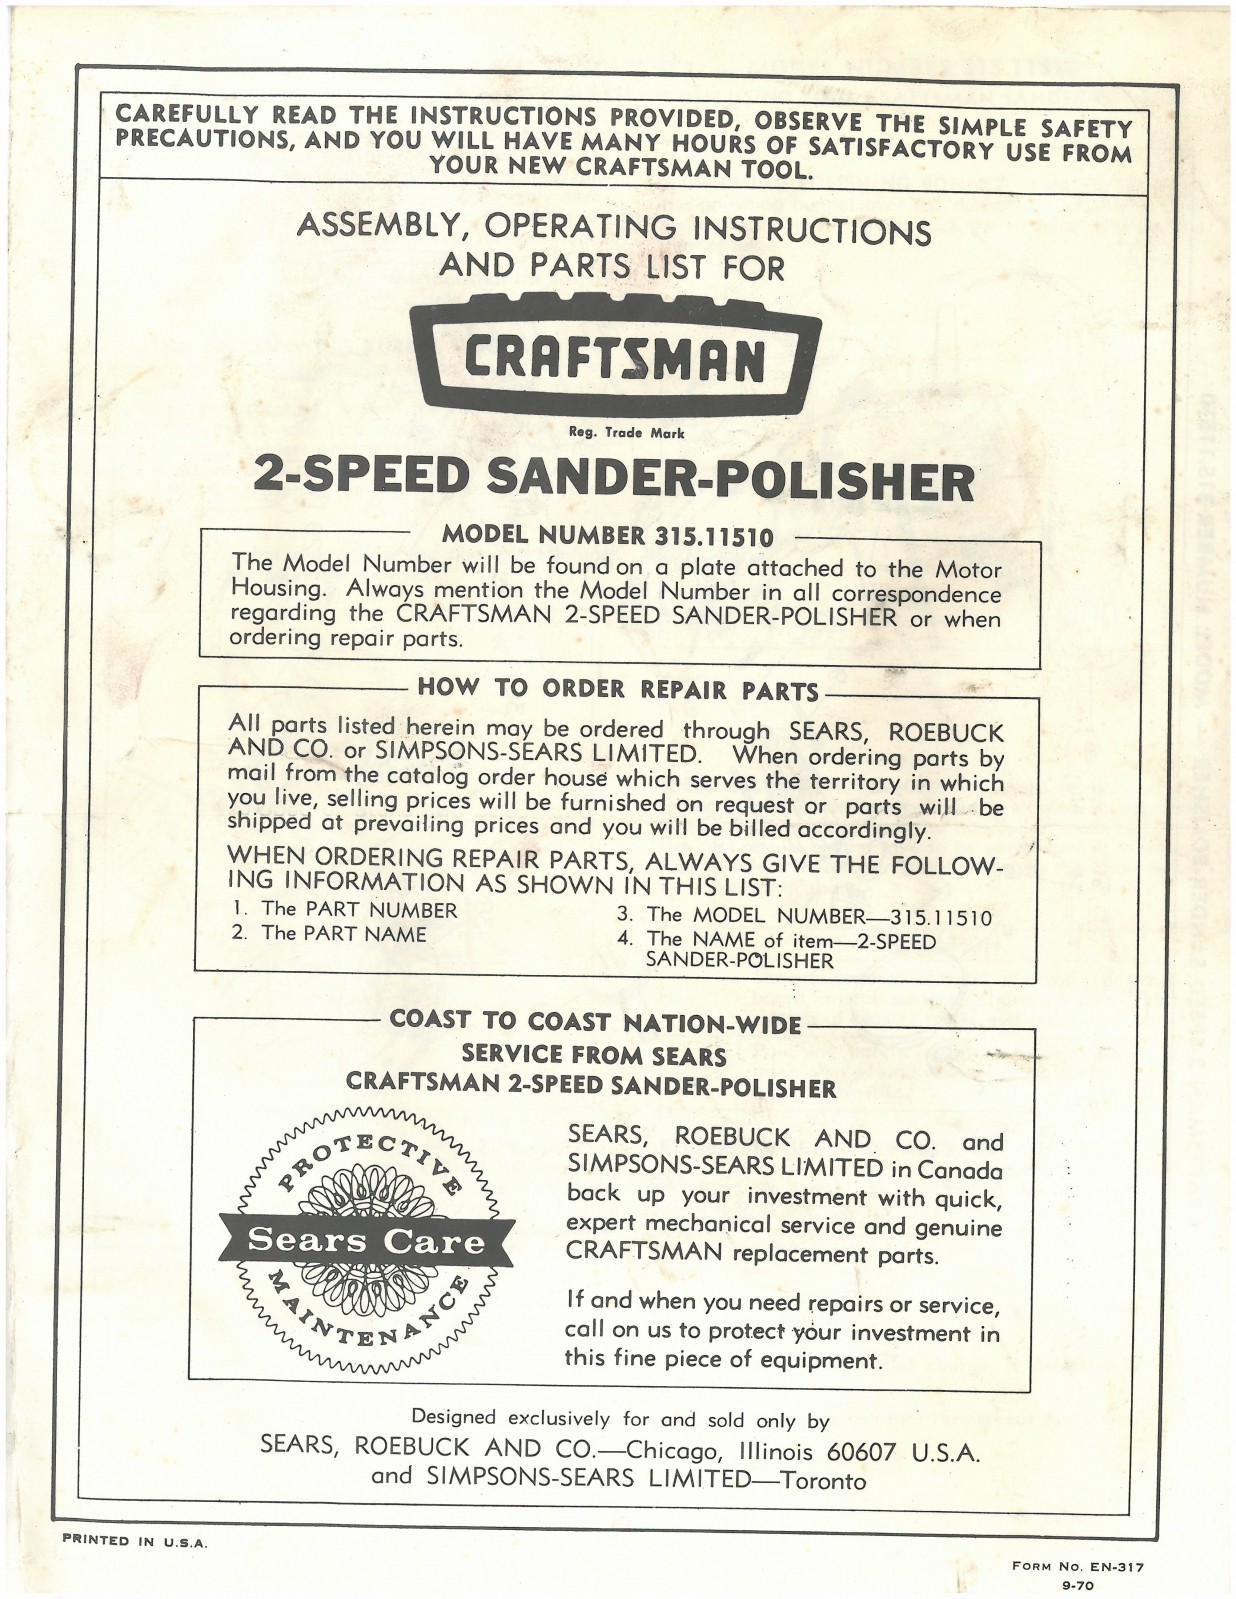 CAREFULLY READ THE INSTRUCTIONS PROVIDED, OBSERVE THE SIMPLE SAFETY
PRECAUTIONS, AND YOU WILL HAVE MANY HOURS OF SATISFACTORY USE FROM
YOUR NEW CRAFTSMAN TOOL.
ASSEMBLY, OPERATING INSTRUCTIONS
AND PARTS LIST FOR
CRAFTSMAN
Reg. Trade Mark
2-SPEED SANDER-POLISHER
MODEL NUMBER 315.11510
The Model Number will be found on a plate attached to the Motor
Housing. Always mention the Model Number in all correspondence
regarding the CRAFTSMAN 2-SPEED SANDER-POLISHER or when
ordering repair parts.
HOW TO ORDER REPAIR PARTS
All parts listed herein may be ordered through SEARS, ROEBUCK
AND CO. or SIMPSONS-SEARS LIMITED. When ordering parts by
mail from the catalog order house which serves the territory in which
you live, selling prices will be furnished on request or parts will be
shipped at prevailing prices and you will be billed accordingly.
WHEN ORDERING REPAIR PARTS, ALWAYS GIVE THE FOLLOW-
ING INFORMATION AS SHOWN IN THIS LIST:
1. The PART NUMBER
2. The PART NAME
3. The MODEL NUMBER—315.11510
4. The NAME of item—2-SPEED
SANDER-POLISHER
COAST TO COAST NATION-WIDE
SERVICE FROM SEARS
CRAFTSMAN 2-SPEED SANDER-POLISHER
PROTECTIVE
Sears Care
MAINTENANCE
SEARS, ROEBUCK AND CO. and
SIMPSONS-SEARS LIMITED in Canada
back up your investment with quick,
expert mechanical service and genuine
CRAFTSMAN replacement parts.
If and when you need repairs or service,
call on us to protect your investment in
this fine piece of equipment.
Designed exclusively for and sold only by
SEARS, ROEBUCK AND CO.—Chicago, Illinois 60607 U.S.A.
and SIMPSONS-SEARS LIMITED—Toronto
PRINTED IN U.S.A.
FORM NO. EN-317
9-70